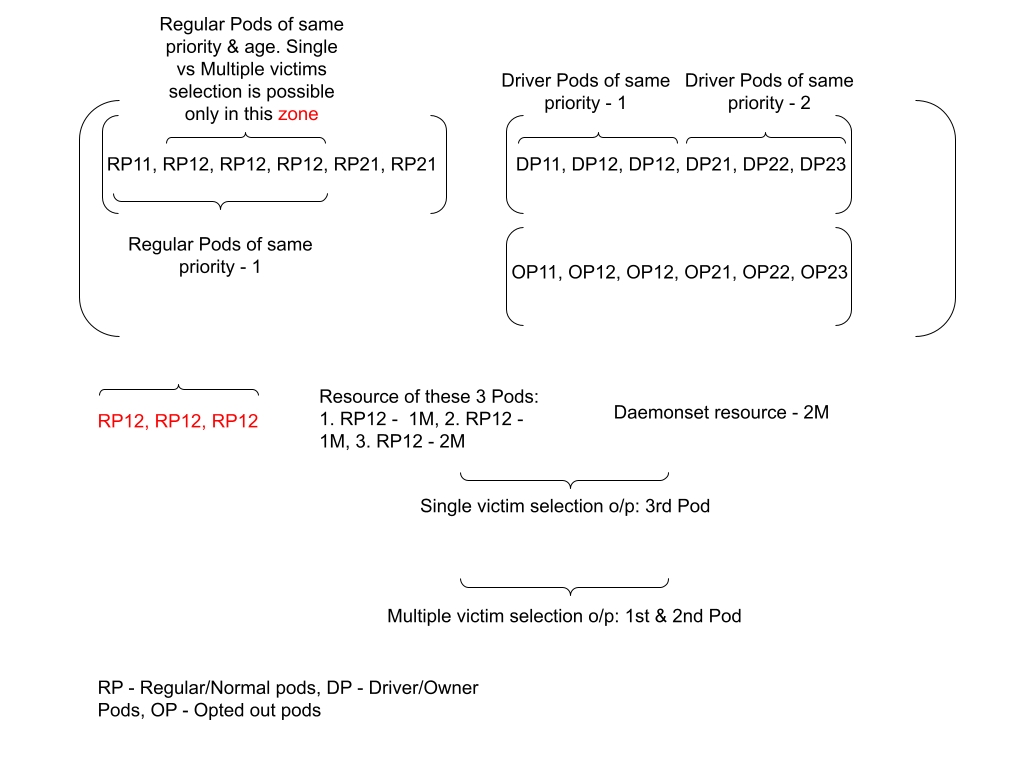 Regular Pods of same
priority & age. Single
vs Multiple victims
selection is possible
only in this zone
Driver Pods of same
priority - 1
Driver Pods of same
priority - 2
RP11, RP12, RP12, RP12, RP21, RP21
DP11, DP12, DP12, DP21, DP22, DP23
Regular Pods of same
priority - 1
OP11, OP12, OP12, OP21, OP22, OP23
RP12, RP12, RP12
Resource of these 3 Pods:
1. RP12 - 1M, 2. RP12 -
1M, 3. RP12 - 2M
Daemonset resource - 2M
Single victim selection o/p: 3rd Pod
Multiple victim selection o/p: 1st & 2nd Pod
RP - Regular/Normal pods, DP - Driver/Owner
Pods, OP - Opted out pods